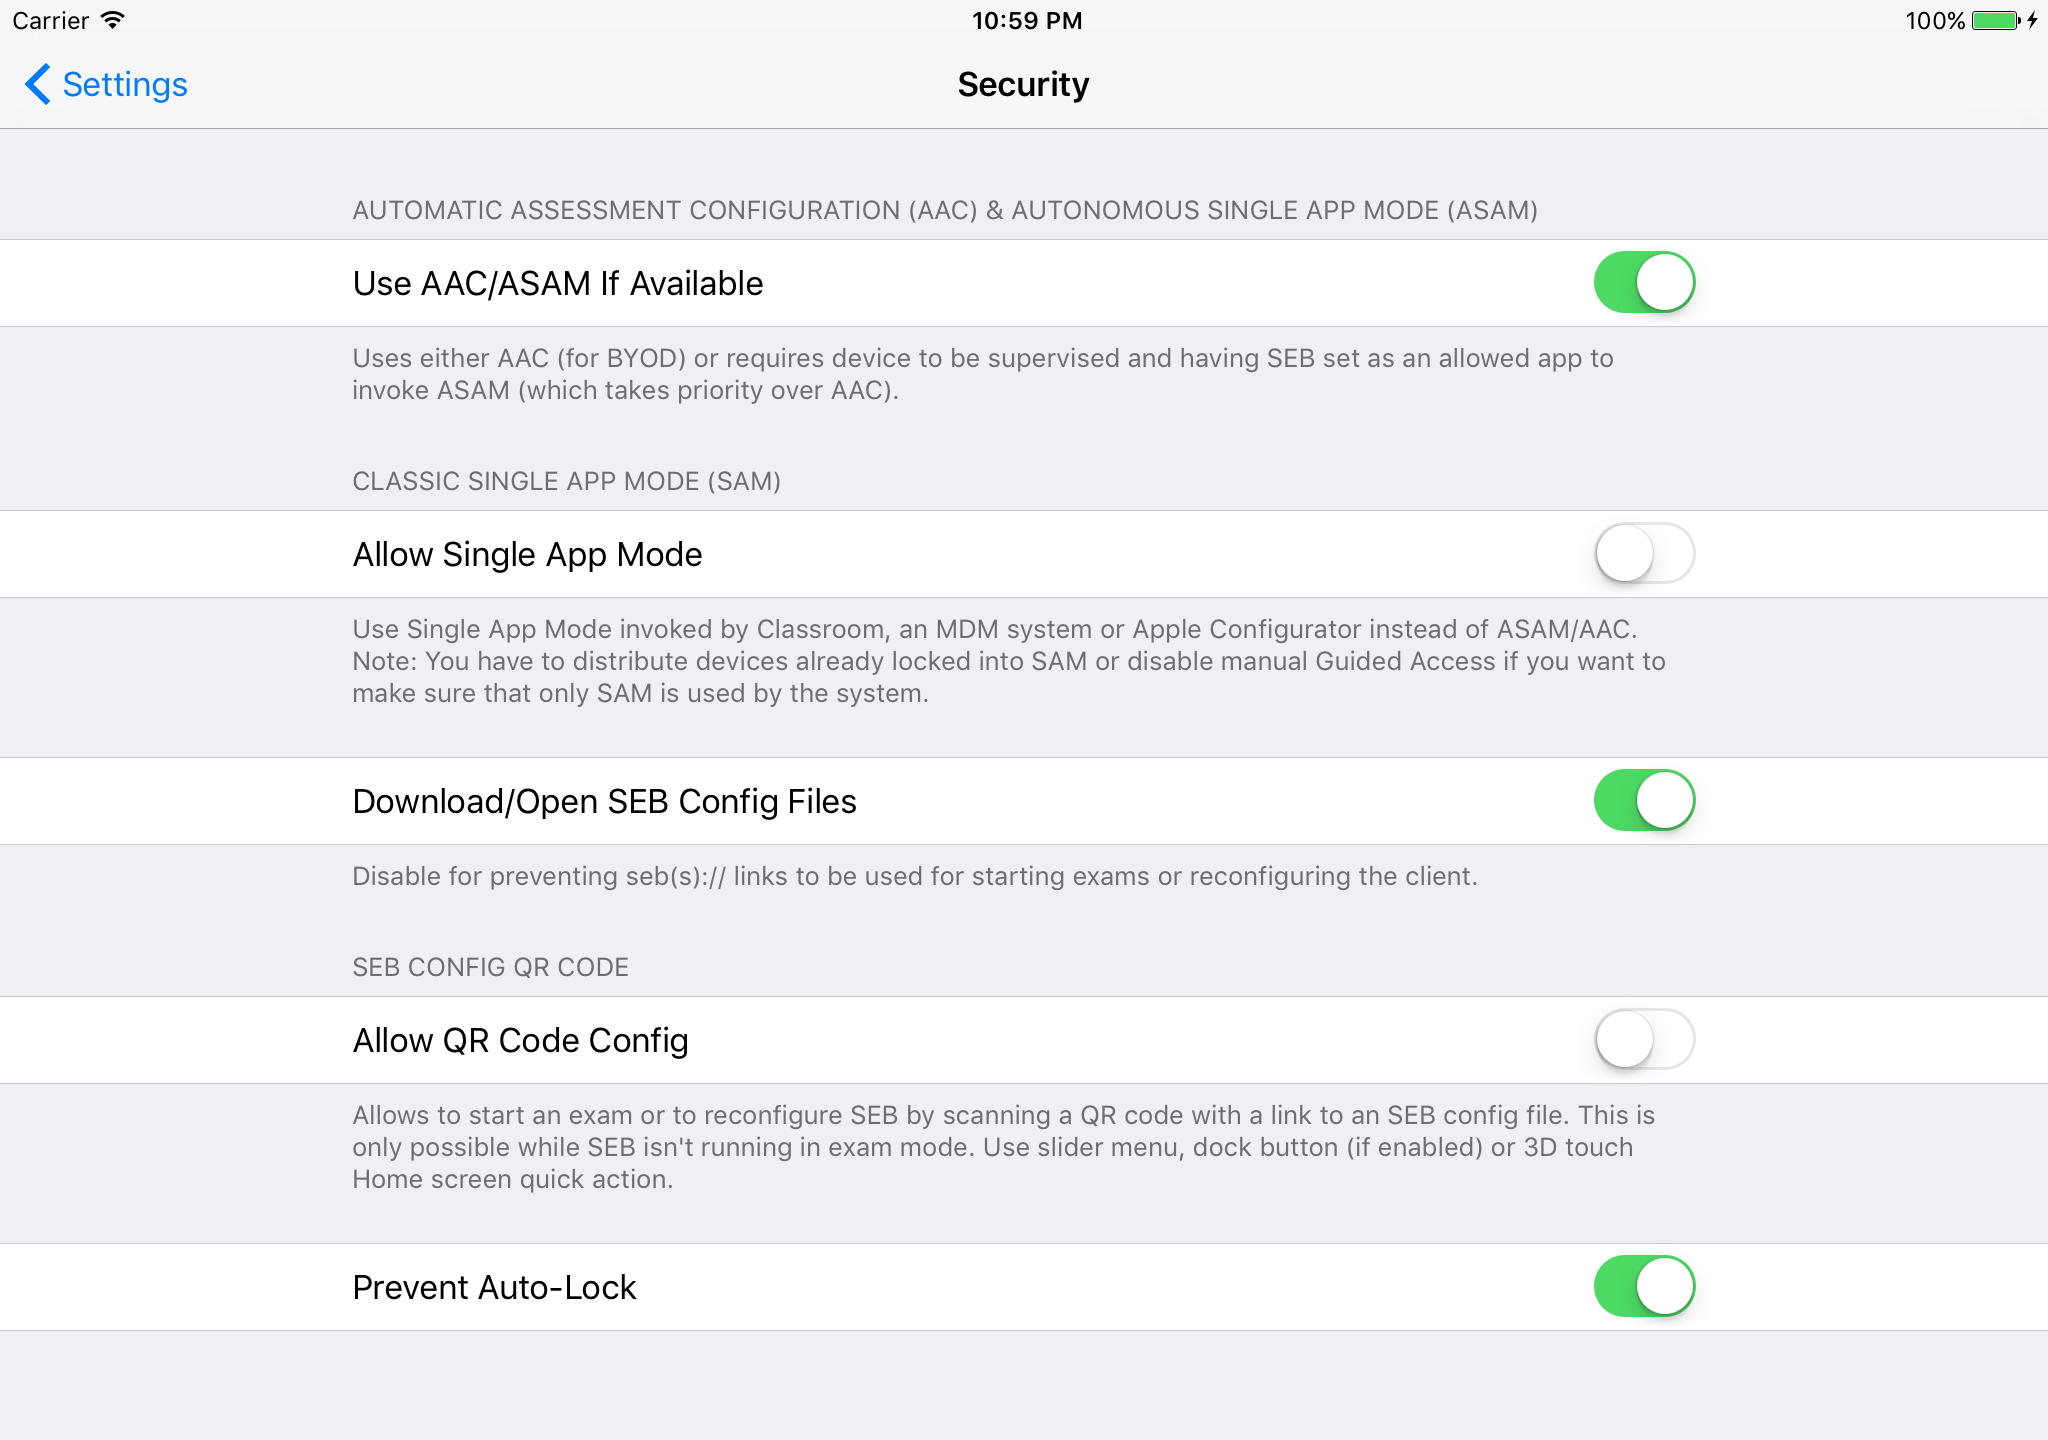 Carrier 10:59 PM 100%
Settings Security
AUTOMATIC ASSESSMENT CONFIGURATION (AAC) & AUTONOMOUS SINGLE APP MODE (ASAM)
Use AAC/ASAM If Available
Uses either AAC (for BYOD) or requires device to be supervised and having SEB set as an allowed app to
invoke ASAM (which takes priority over AAC).
CLASSIC SINGLE APP MODE (SAM)
Allow Single App Mode
Use Single App Mode invoked by Classroom, an MDM system or Apple Configurator instead of ASAM/AAC.
Note: You have to distribute devices already locked into SAM or disable manual Guided Access if you want to
make sure that only SAM is used by the system.
Download/Open SEB Config Files
Disable for preventing seb(s):// links to be used for starting exams or reconfiguring the client.
SEB CONFIG QR CODE
Allow QR Code Config
Allows to start an exam or to reconfigure SEB by scanning a QR code with a link to an SEB config file. This is
only possible while SEB isn't running in exam mode. Use slider menu, dock button (if enabled) or 3D touch
Home screen quick action.
Prevent Auto-Lock